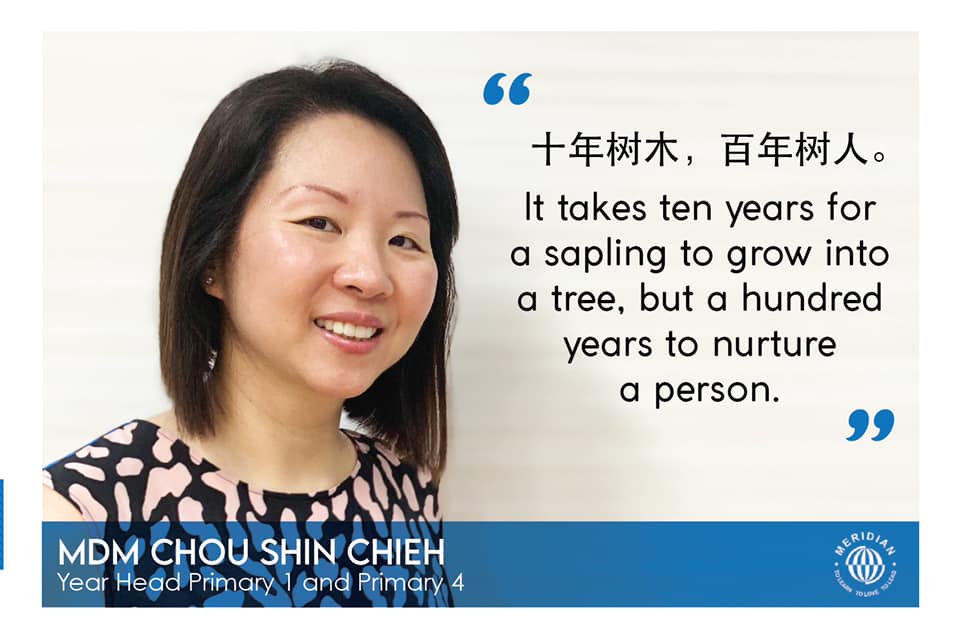 “
十年树木，百年树人。
It takes ten years for
a sapling to grow into
a tree, but a hundred
years to nurture
a person.
”
MDM CHOU SHIN CHIEH
Year Head Primary 1 and Primary 4
MERIDIAN
TO LEARN TO LOVE TO LEAD